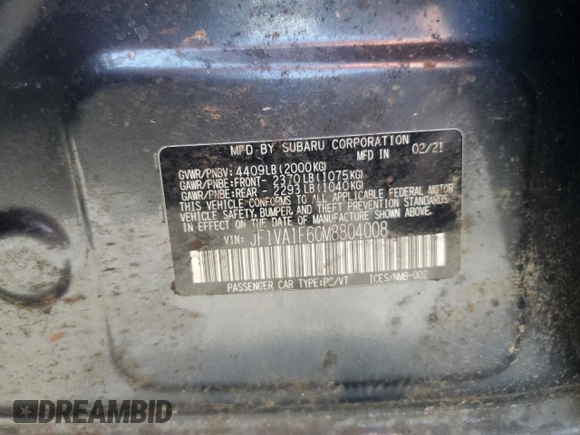 MFD BY SUBARU CORPORATION
MFD IN 02/21
GVWR/PNBV: 4409LB(2000KG)
GAWR/PNBE:FRONT- 2370LB(1075KG)
GAWR/PNBE:REAR - 2293LB(1040KG)
THIS VEHICLE CONFORMS TO ALL APPLICABLE FEDERAL MOTOR
VEHICLE SAFETY, BUMPER AND THEFT PREVENTION STANDARDS
IN EFFECT ON THE DATE OF MANUFACTURE SHOWN ABOVE.
VIN: JF1VA1F60M8804008
PASSENGER CAR TYPE:PC/VT ICES/NMB-002
DREAMBID